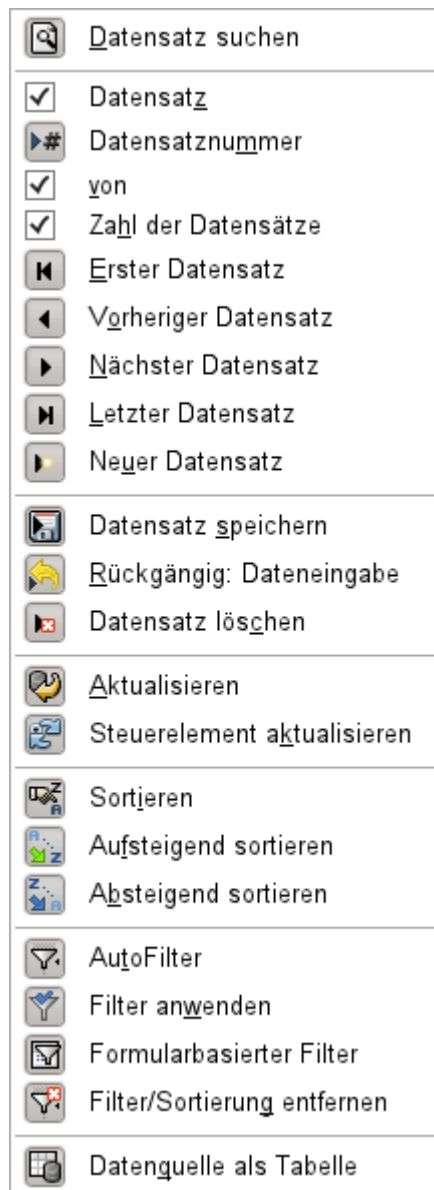 Datensatz suchen
Datensatz
Datensatznummer
von
Zahl der Datensätze
Erster Datensatz
Vorheriger Datensatz
Nächster Datensatz
Letzter Datensatz
Neuer Datensatz
Datensatz speichern
Rückgängig: Dateneingabe
Datensatz löschen
Aktualisieren
Steuerelement aktualisieren
Sortieren
Aufsteigend sortieren
Absteigend sortieren
AutoFilter
Filter anwenden
Formularbasierter Filter
Filter/Sortierung entfernen
Datenquelle als Tabelle